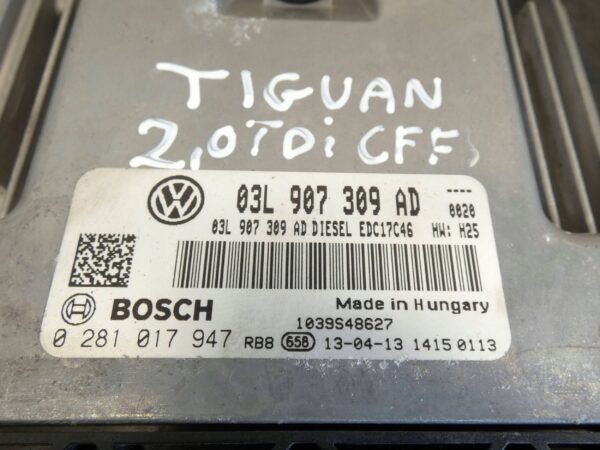 TIGUAN
2,0TDi CFF
VW 03L 907 309 AD ----
03L 907 309 AD DIESEL EDC17C46 0020
HW: H25
BOSCH Made in Hungary
1039S48627
0 281 017 947 RB8 658 13-04-13 1415 0113